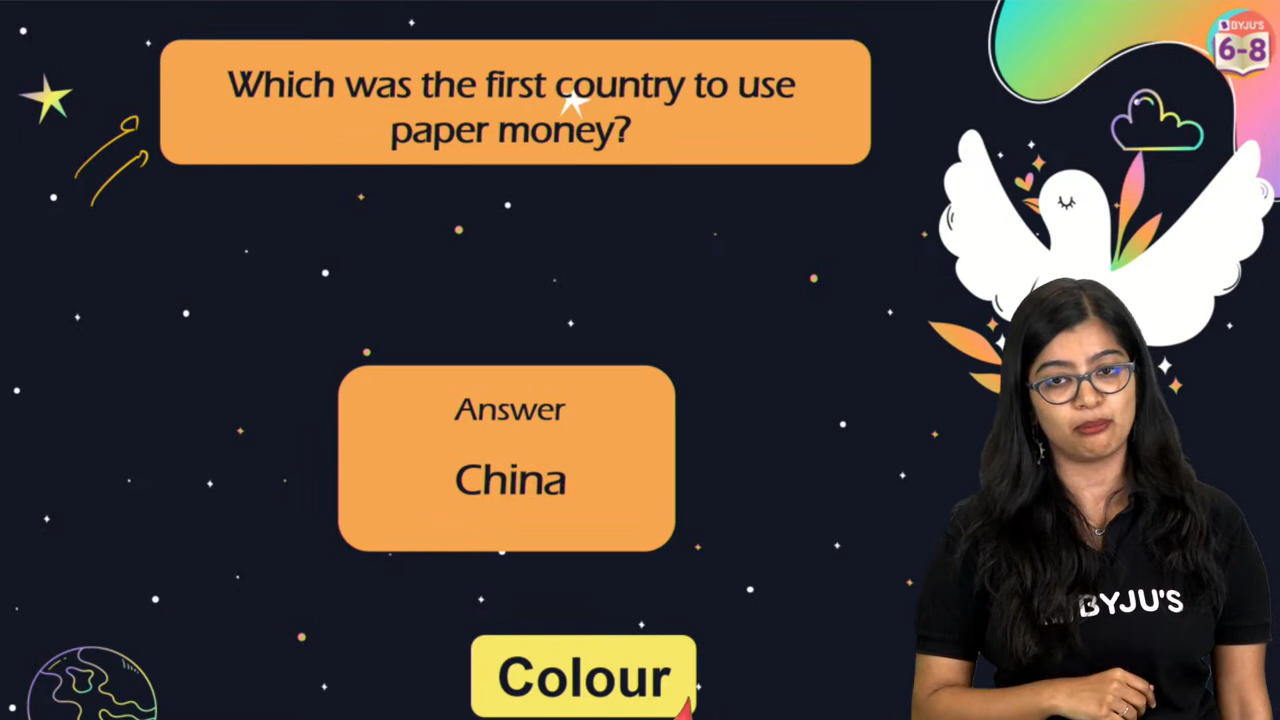 Which was the first country to use
paper money?
BYJU'S
6-8
Answer
China
BYJU'S
Colour